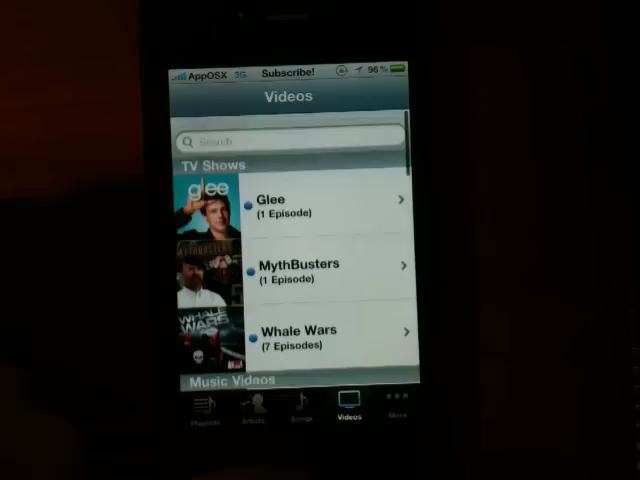 AppOSX 3G Subscribe! 96%
Videos
Search
TV Shows
glee
Glee
(1 Episode)
MYTHBUSTERS
MythBusters
(1 Episode)
WHALE WARS
Whale Wars
(7 Episodes)
Music Videos
Playlists Artists Songs Videos More